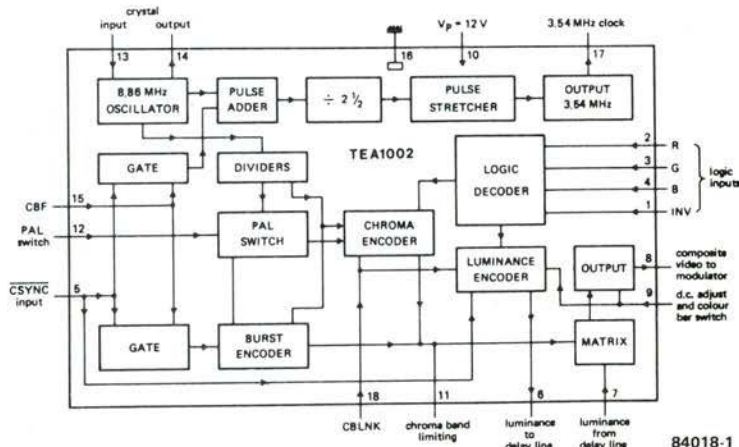 crystal
input output
13 14
16
Vp = 12 V
10
3.54 MHz clock
17
8,86 MHz
OSCILLATOR
PULSE
ADDER
÷ 2 1/2
PULSE
STRETCHER
OUTPUT
3,54 MHz
TEA1002
GATE
DIVIDERS
LOGIC
DECODER
2 R
3 G
4 B
1 INV
logic
inputs
CBF 15
PAL
switch
12
PAL
SWITCH
CHROMA
ENCODER
LUMINANCE
ENCODER
OUTPUT
8
composite
video to
modulator
CSYNC
input
5
9
d.c. adjust
and colour
bar switch
GATE
BURST
ENCODER
MATRIX
18
11
6
7
CBLNK
chroma band
limiting
luminance
to
delay line
luminance
from
delay line
84018-1